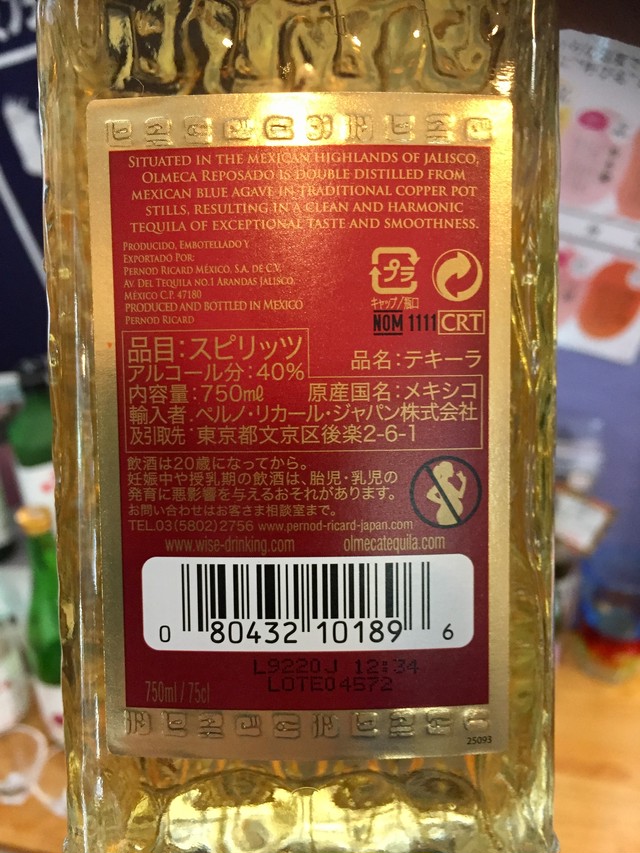 SITUATED IN THE MEXICAN HIGHLANDS OF JALISCO,
OLMECA REPOSADO IS DOUBLE DISTILLED FROM
MEXICAN BLUE AGAVE IN TRADITIONAL COPPER POT
STILLS, RESULTING IN A CLEAN AND HARMONIC
TEQUILA OF EXCEPTIONAL TASTE AND SMOOTHNESS.
PRODUCIDO, EMBOTELLADO Y
EXPORTADO POR:
PERNOD RICARD MÉXICO, S.A. DE C.V.
AV. DEL TEQUILA NO.1 ARANDAS JALISCO,
MÉXICO C.P. 47180
PRODUCED AND BOTTLED IN MEXICO
PERNOD RICARD
プラ
キャップ/瓶口
NOM 1111 CRT
品目:スピリッツ
アルコール分:40%
品名:テキーラ
内容量:750mℓ 原産国名:メキシコ
輸入者:ペルノ・リカール・ジャパン株式会社
及引取先:東京都文京区後楽2-6-1
飲酒は20歳になってから。
妊娠中や授乳期の飲酒は、胎児・乳児の
発育に悪影響を与えるおそれがあります。
お問い合わせはお客さま相談室まで。
TEL.03(5802)2756 www.pernod-ricard-japan.com
www.wise-drinking.com olmecatequila.com
0 80432 10189 6
L9220J 12:34
LOTE04572
750ml / 75cl
25093